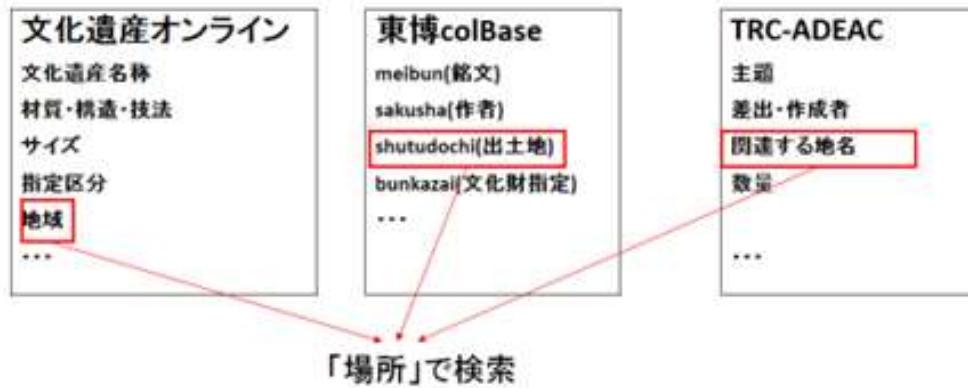 文化遺産オンライン
文化遺産名称
材質・構造・技法
サイズ
指定区分
地域
・・・
東博colBase
meibun(銘文)
sakusha(作者)
shutudochi(出土地)
bunkazai(文化財指定)
・・・
TRC-ADEAC
主題
差出・作成者
関連する地名
数量
・・・
「場所」で検索